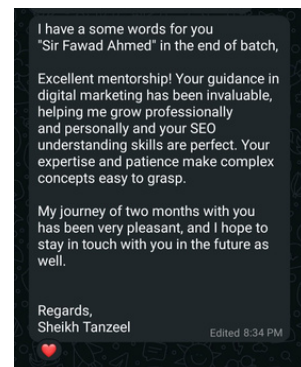 I have a some words for you
"Sir Fawad Ahmed" in the end of batch,
Excellent mentorship! Your guidance in
digital marketing has been invaluable,
helping me grow professionally
and personally and your SEO
understanding skills are perfect. Your
expertise and patience make complex
concepts easy to grasp.
My journey of two months with you
has been very pleasant, and I hope to
stay in touch with you in the future as
well.
Regards,
Sheikh Tanzeel
Edited 8:34 PM